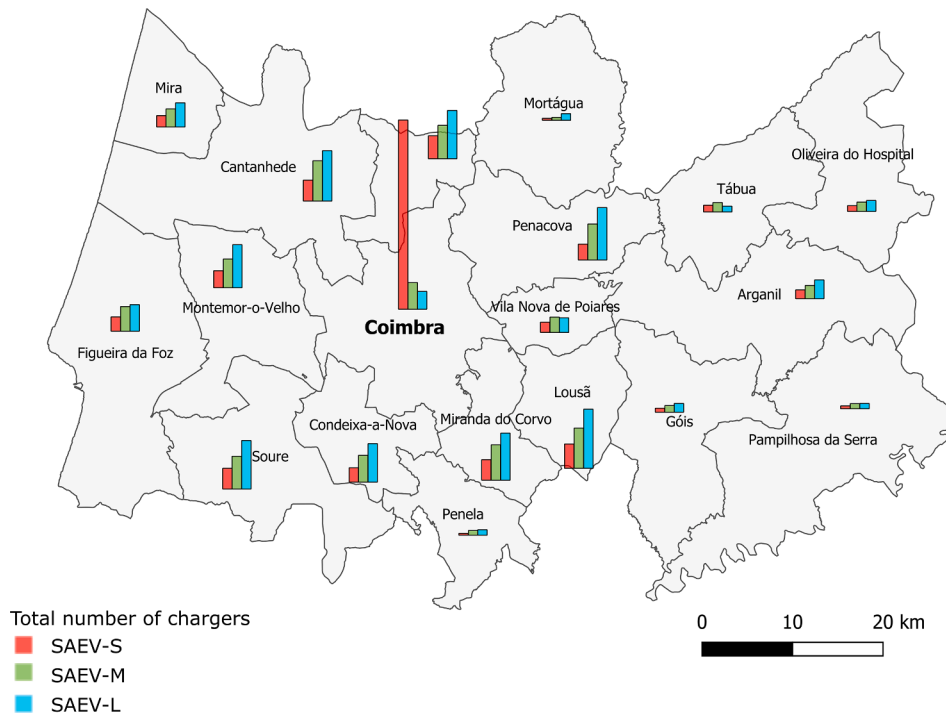 Mira
Mortágua
Cantanhede
Oliveira do Hospital
Tábua
Penacova
Arganil
Montemor-o-Velho
Vila Nova de Poiares
Coimbra
Figueira da Foz
Lousã
Condeixa-a-Nova
Miranda do Corvo
Góis
Pampilhosa da Serra
Soure
Penela
Total number of chargers
SAEV-S
SAEV-M
SAEV-L
0 10 20 km